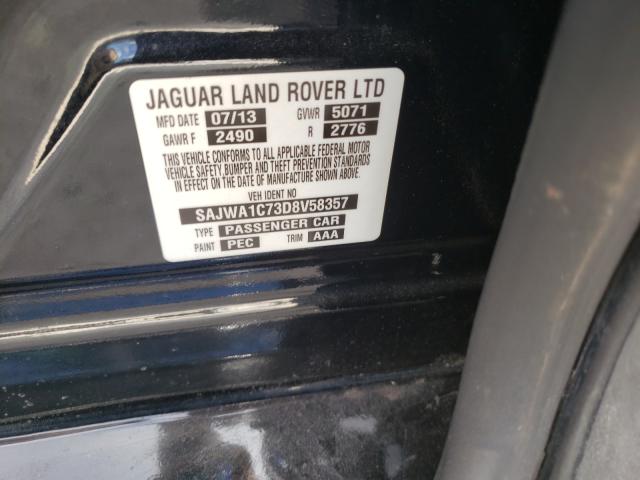 JAGUAR LAND ROVER LTD
MFD DATE 07/13 GVWR 5071
GAWR F 2490 R 2776
THIS VEHICLE CONFORMS TO ALL APPLICABLE FEDERAL MOTOR
VEHICLE SAFETY, BUMPER AND THEFT PREVENTION STANDARDS
IN EFFECT ON THE DATE OF MANUFACTURE SHOWN ABOVE.
VEH IDENT NO
SAJWA1C73D8V58357
TYPE PASSENGER CAR
PAINT PEC TRIM AAA